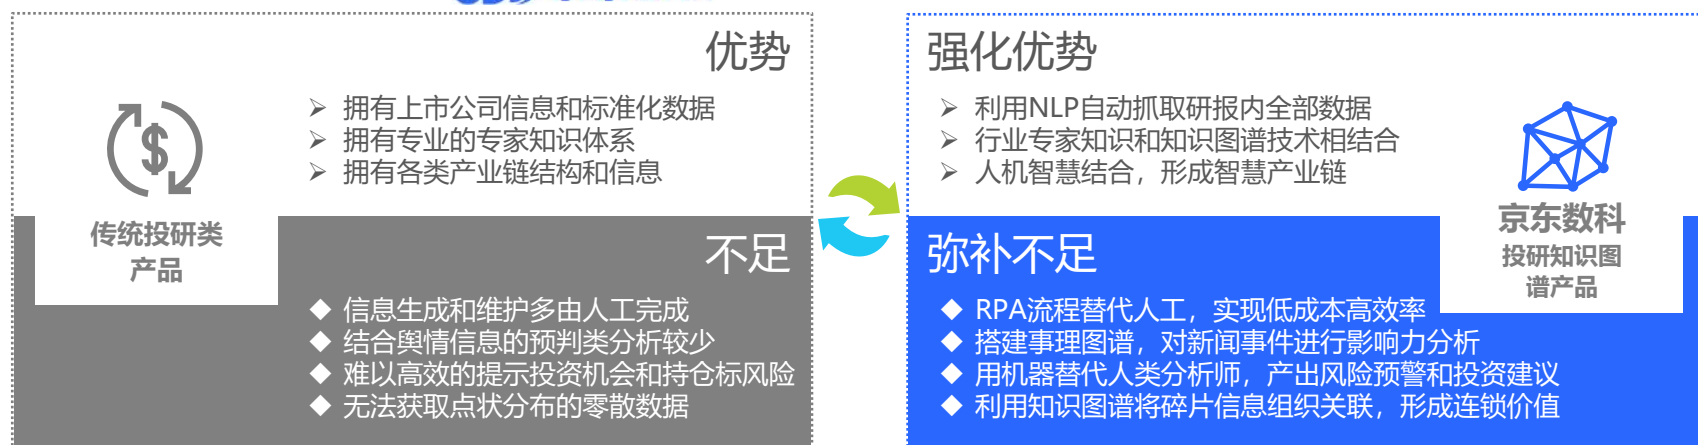 优势
➢ 拥有上市公司信息和标准化数据
➢ 拥有专业的专家知识体系
➢ 拥有各类产业链结构和信息
$
传统投研类
产品
不足
◆ 信息生成和维护多由人工完成
◆ 结合舆情信息的预判类分析较少
◆ 难以高效的提示投资机会和持仓标风险
◆ 无法获取点状分布的零散数据
强化优势
➢ 利用NLP自动抓取研报内全部数据
➢ 行业专家知识和知识图谱技术相结合
➢ 人机智慧结合，形成智慧产业链
京东数科
投研知识图
谱产品
弥补不足
◆ RPA流程替代人工，实现低成本高效率
◆ 搭建事理图谱，对新闻事件进行影响力分析
◆ 用机器替代人类分析师，产出风险预警和投资建议
◆ 利用知识图谱将碎片信息组织关联，形成连锁价值